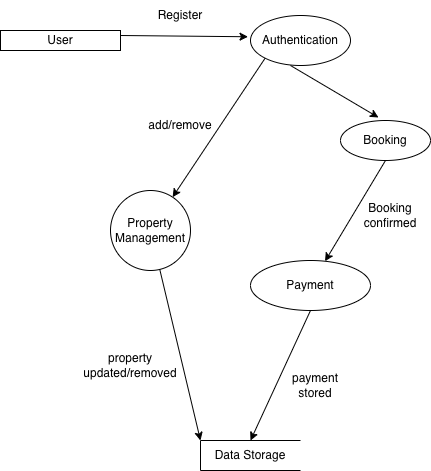 Register
User
Authentication
add/remove
Booking
Property
Management
Booking
confirmed
Payment
property
updated/removed
payment
stored
Data Storage